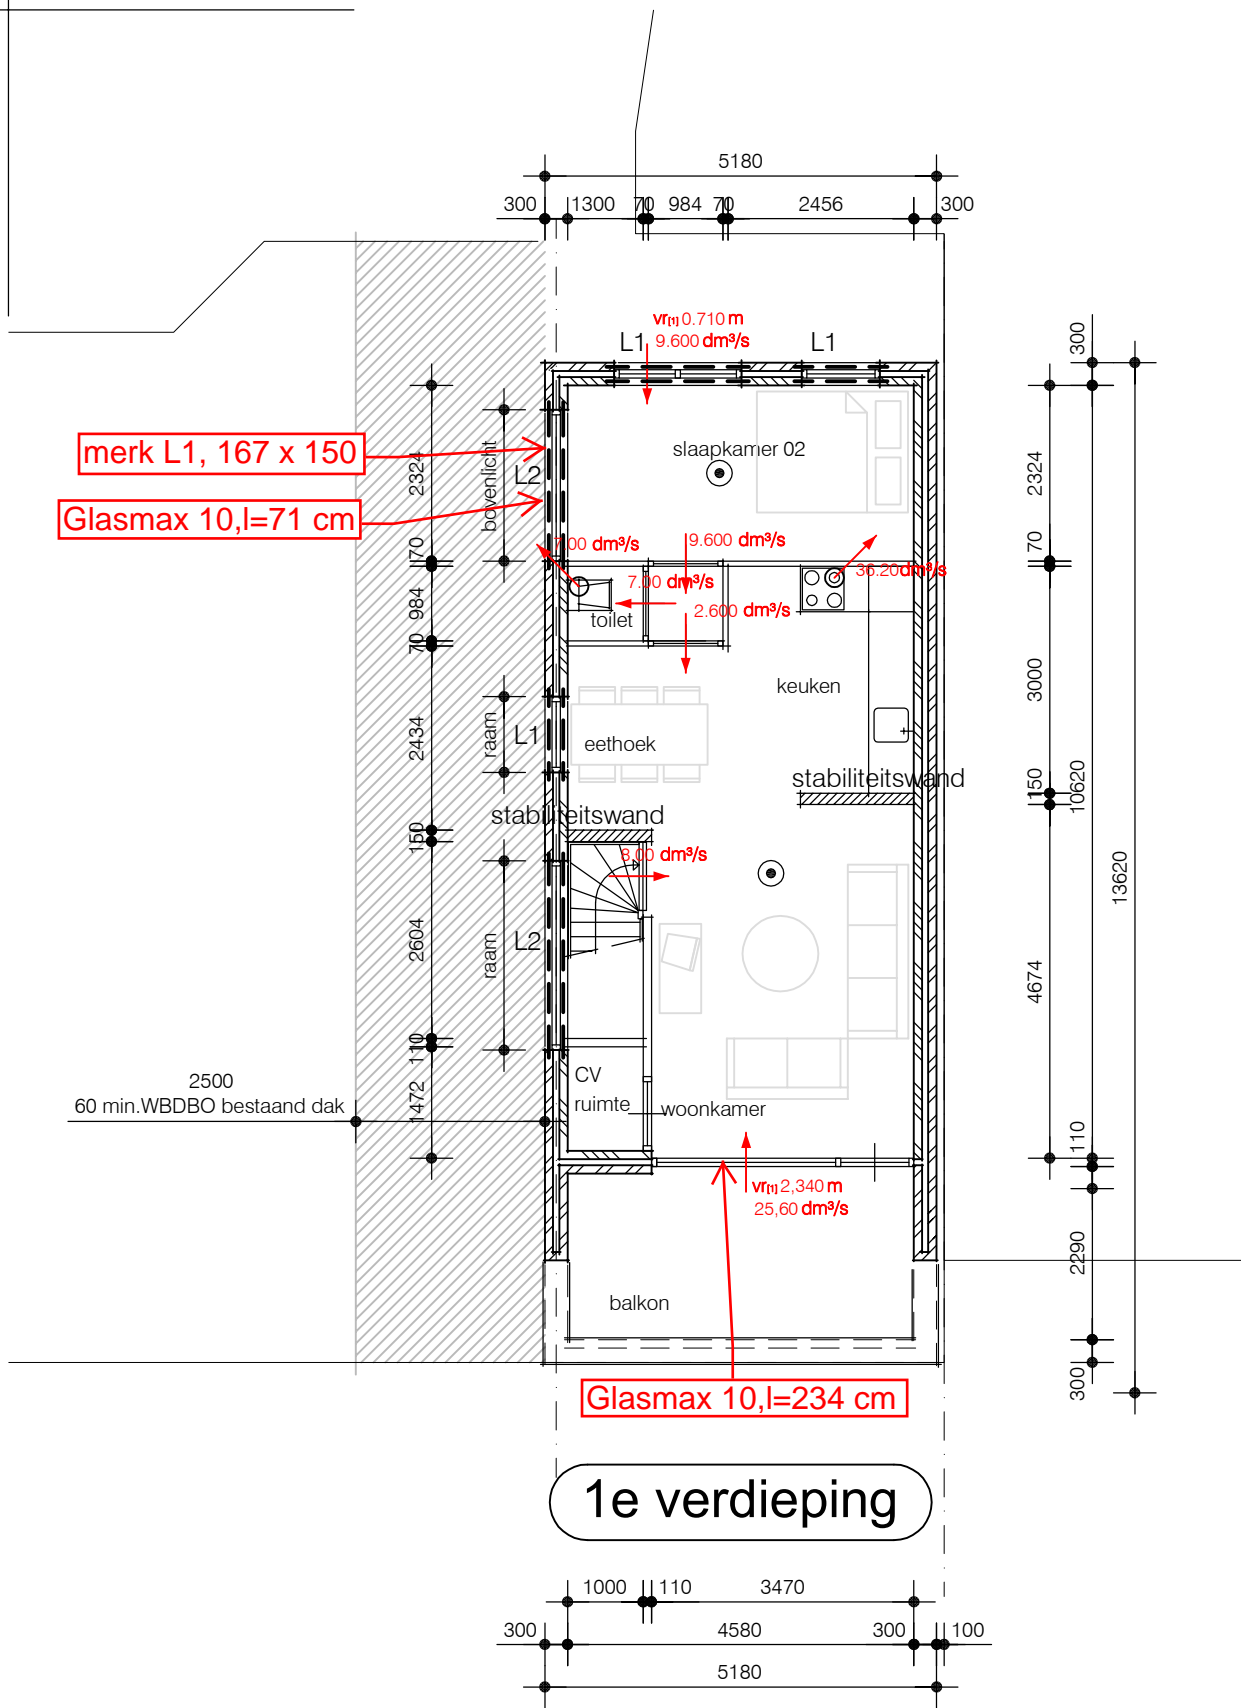 5180
300 1300 70 984 70 2456 300
vr[1] 0.710 m
9.600 dm³/s
L1 L1
300
merk L1, 167 x 150
Glasmax 10,l=71 cm
2324
bovenlicht
L2
slaapkamer 02
2324
70
7.00 dm³/s
9.600 dm³/s
36.20 dm³/s
70
984
7.00 dm³/s
2.600 dm³/s
toilet
70
keuken
3000
2434
raam
L1
eethoek
stabiliteitswand
150
10620
stabiliteitswand
150
8.00 dm³/s
13620
2604
raam
L2
4674
110
CV
ruimte
woonkamer
2500
60 min.WBDBO bestaand dak
1472
110
vr[1] 2,340 m
25,60 dm³/s
2290
balkon
300
Glasmax 10,l=234 cm
1e verdieping
1000 110 3470
300 4580 300 100
5180